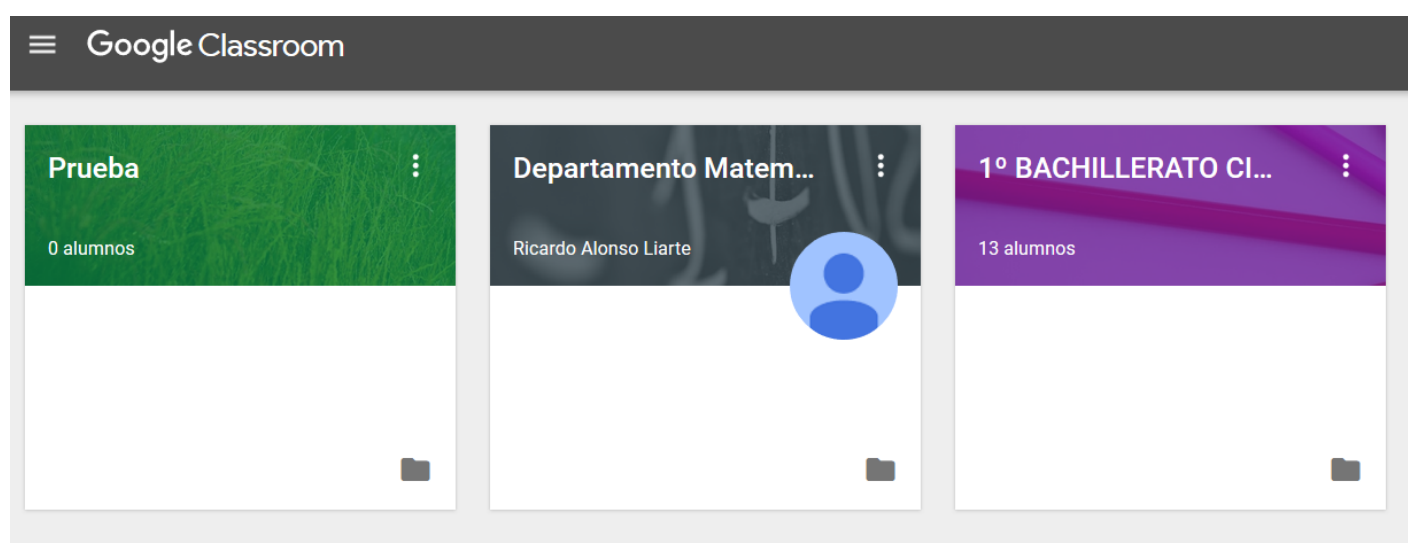 Google Classroom
Prueba
0 alumnos
Departamento Matem...
Ricardo Alonso Liarte
1º BACHILLERATO CI...
13 alumnos